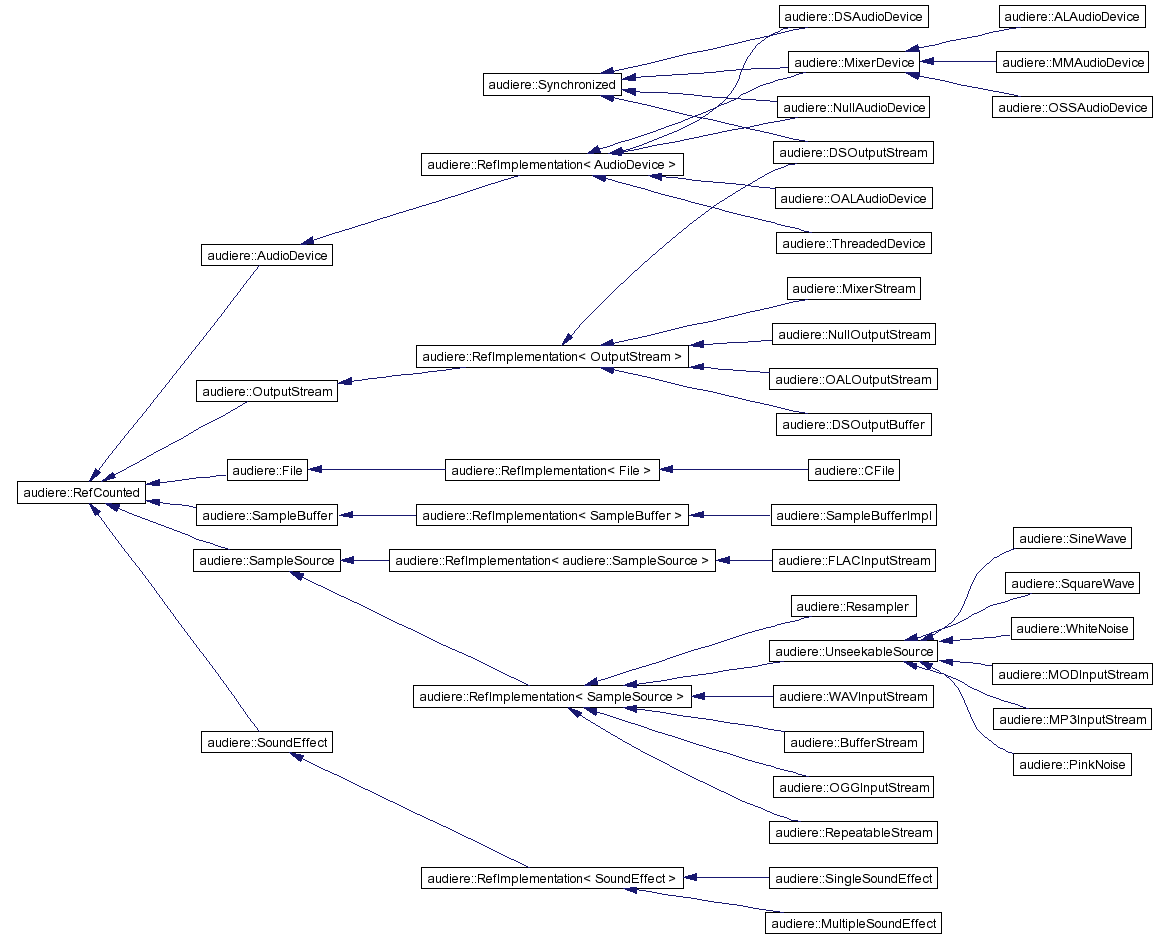 audiere::DSAudioDevice
audiere::ALAudioDevice
audiere::MixerDevice
audiere::MMAudioDevice
audiere::Synchronized
audiere::NullAudioDevice
audiere::OSSAudioDevice
audiere::DSOutputStream
audiere::RefImplementation< AudioDevice >
audiere::OALAudioDevice
audiere::ThreadedDevice
audiere::AudioDevice
audiere::MixerStream
audiere::NullOutputStream
audiere::RefImplementation< OutputStream >
audiere::OALOutputStream
audiere::OutputStream
audiere::DSOutputBuffer
audiere::File
audiere::RefImplementation< File >
audiere::CFile
audiere::RefCounted
audiere::SampleBuffer
audiere::RefImplementation< SampleBuffer >
audiere::SampleBufferImpl
audiere::SineWave
audiere::SampleSource
audiere::RefImplementation< audiere::SampleSource >
audiere::FLACInputStream
audiere::SquareWave
audiere::Resampler
audiere::WhiteNoise
audiere::UnseekableSource
audiere::MODInputStream
audiere::RefImplementation< SampleSource >
audiere::WAVInputStream
audiere::MP3InputStream
audiere::SoundEffect
audiere::BufferStream
audiere::PinkNoise
audiere::OGGInputStream
audiere::RepeatableStream
audiere::RefImplementation< SoundEffect >
audiere::SingleSoundEffect
audiere::MultipleSoundEffect